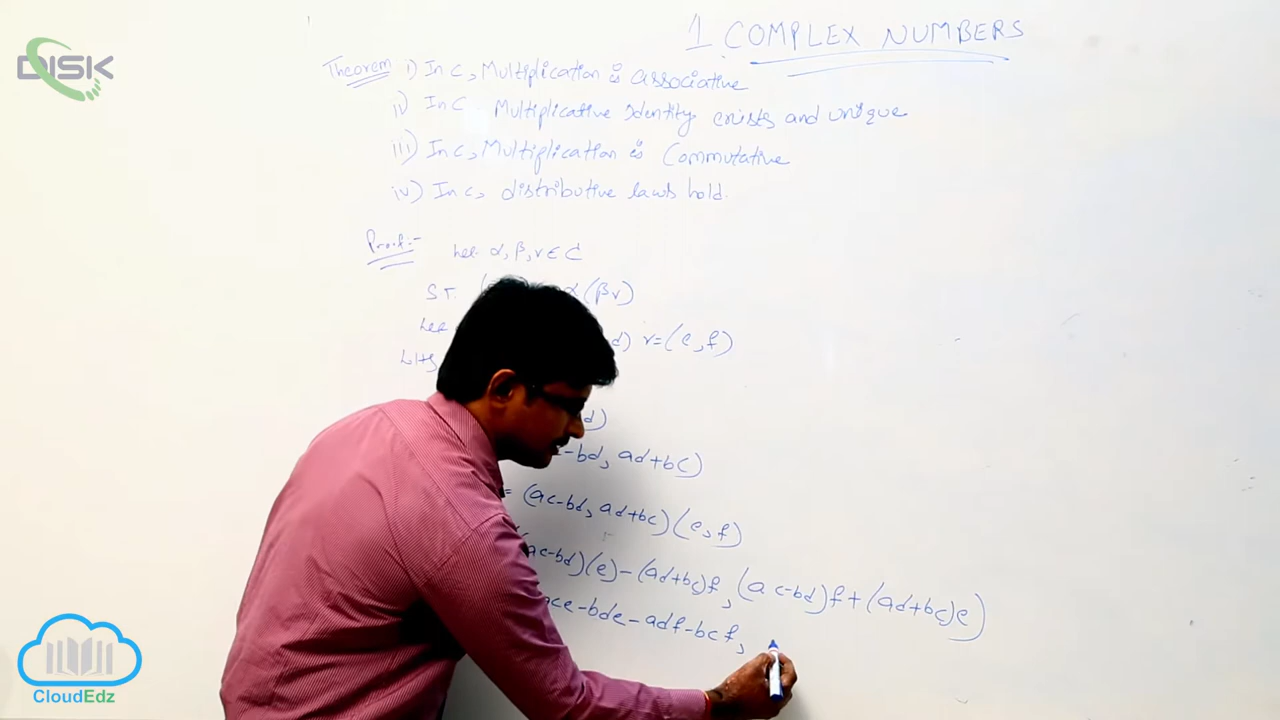 DISK
1 COMPLEX NUMBERS
Theorem i) In C, Multiplication is associative
ii) In C Multiplicative Identity exists and unique
iii) In C, Multiplication is Commutative
iv) In C, distributive laws hold.
Proof:- Let α, β, γ ∈ C
S.T. ( α(βγ)
Let d) γ=(e,f)
LHS
d)
-bd, ad+bc)
= (ac-bd, ad+bc)(e,f)
(ac-bd)(e)-(ad+bc)f, (ac-bd)f+(ad+bc)e)
ace-bde-adf-bcf,
CloudEdz